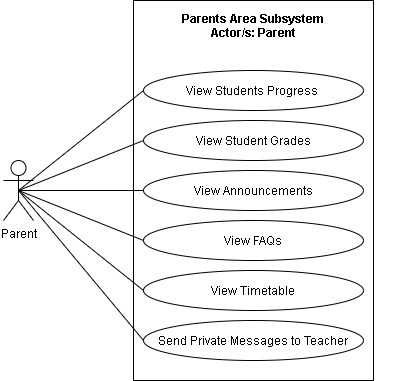 Parents Area Subsystem
Actor/s: Parent
View Students Progress
View Student Grades
View Announcements
View FAQs
View Timetable
Send Private Messages to Teacher
Parent